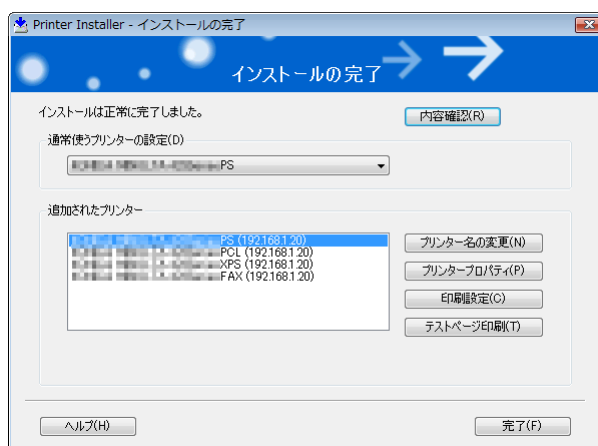 Printer Installer - インストールの完了
インストールの完了
インストールは正常に完了しました。
内容確認(R)
通常使うプリンターの設定(D)
PS
追加されたプリンター
PS (192.168.1.20)
PCL (192.168.1.20)
XPS (192.168.1.20)
FAX (192.168.1.20)
プリンター名の変更(N)
プリンタープロパティ(P)
印刷設定(C)
テストページ印刷(T)
ヘルプ(H)
完了(F)